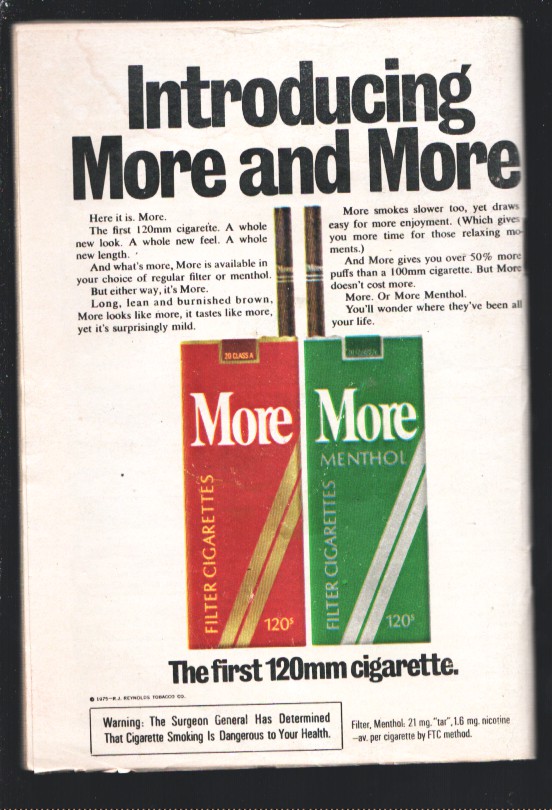 Introducing
More and More
Here it is. More.
The first 120mm cigarette. A whole
new look. A whole new feel. A whole
new length.
And what's more, More is available in
your choice of regular filter or menthol.
But either way, it's More.
Long, lean and burnished brown,
More looks like more, it tastes like more,
yet it's surprisingly mild.
More smokes slower too, yet draws
easy for more enjoyment. (Which gives
you more time for those relaxing mo-
ments.)
And More gives you over 50% more
puffs than a 100mm cigarette. But More
doesn't cost more.
More. Or More Menthol.
You'll wonder where they've been all
your life.
20 CLASS A
More
FILTER CIGARETTES
120s
More
MENTHOL
FILTER CIGARETTES
120s
The first 120mm cigarette.
© 1975—R.J. REYNOLDS TOBACCO CO.
Warning: The Surgeon General Has Determined
That Cigarette Smoking Is Dangerous to Your Health.
Filter, Menthol: 21 mg. "tar", 1.6 mg. nicotine
—av. per cigarette by FTC method.